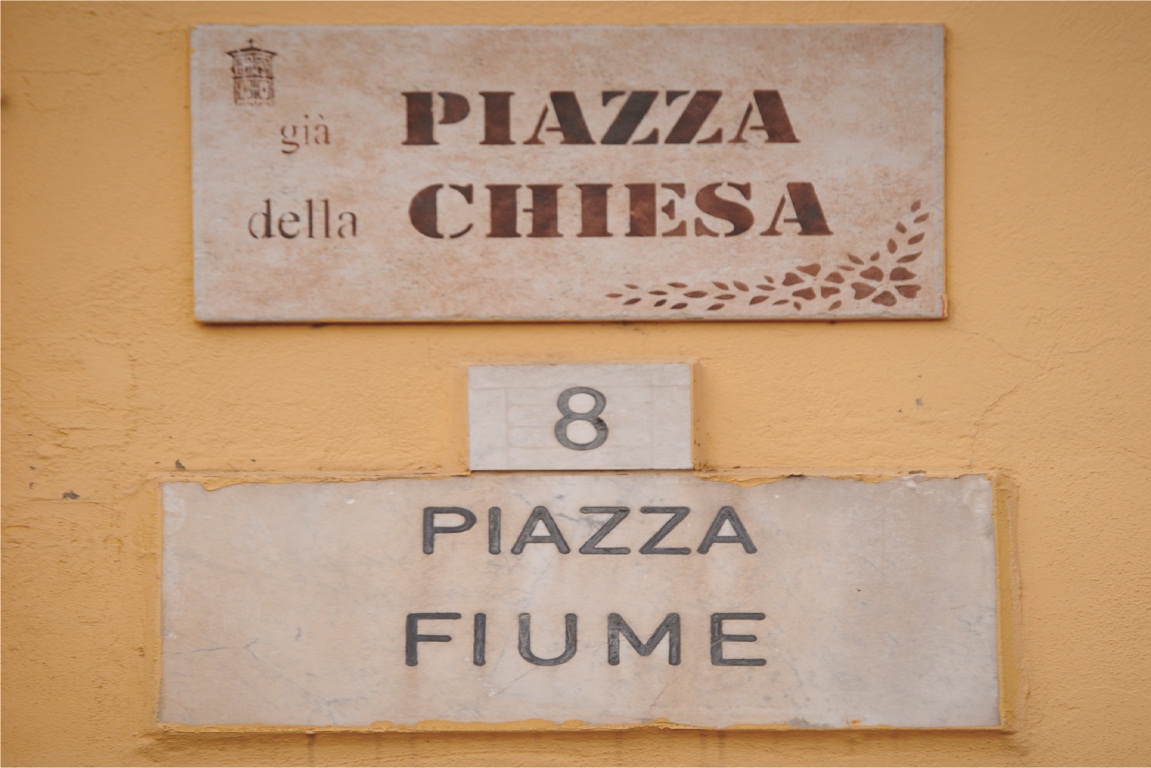 già PIAZZA
della CHIESA
8
PIAZZA
FIUME